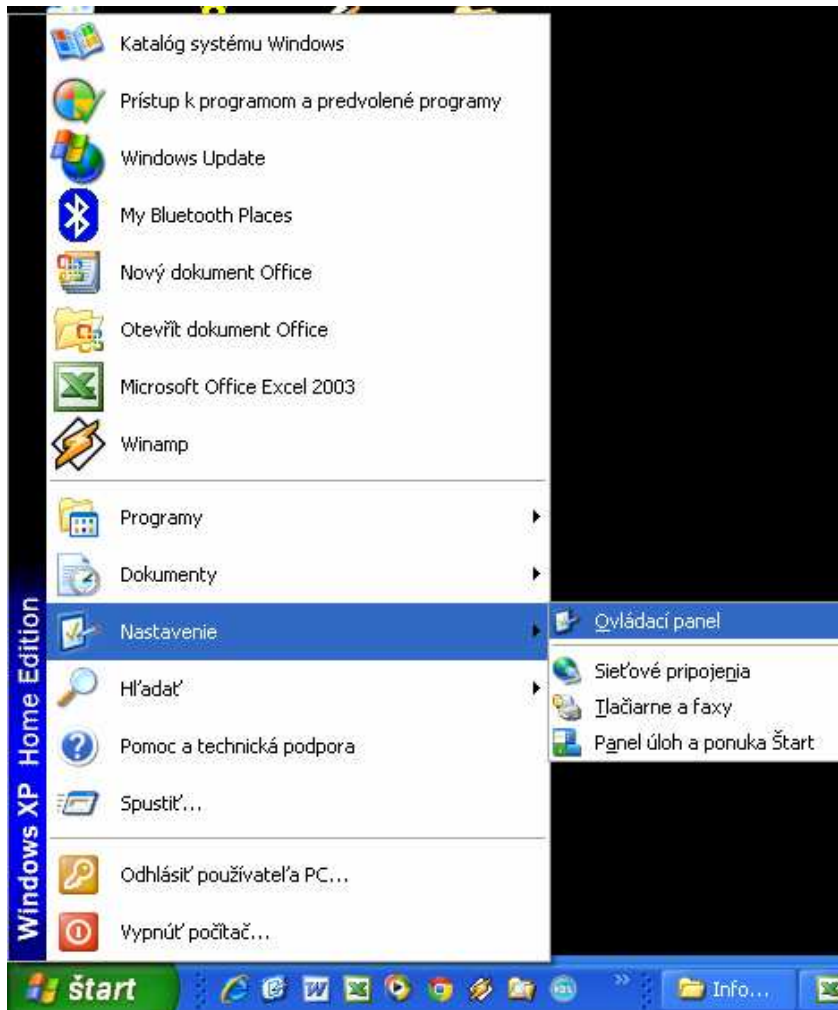 Katalóg systému Windows
Prístup k programom a predvolené programy
Windows Update
My Bluetooth Places
Nový dokument Office
Otevřít dokument Office
Microsoft Office Excel 2003
Winamp
Programy
Dokumenty
Nastavenie
Hľadať
Pomoc a technická podpora
Spustiť...
Odhlásiť používateľa PC...
Vypnúť počítač...
Windows XP Home Edition
Ovládací panel
Sieťové pripojenia
Tlačiarne a faxy
Panel úloh a ponuka Štart
štart
Info...